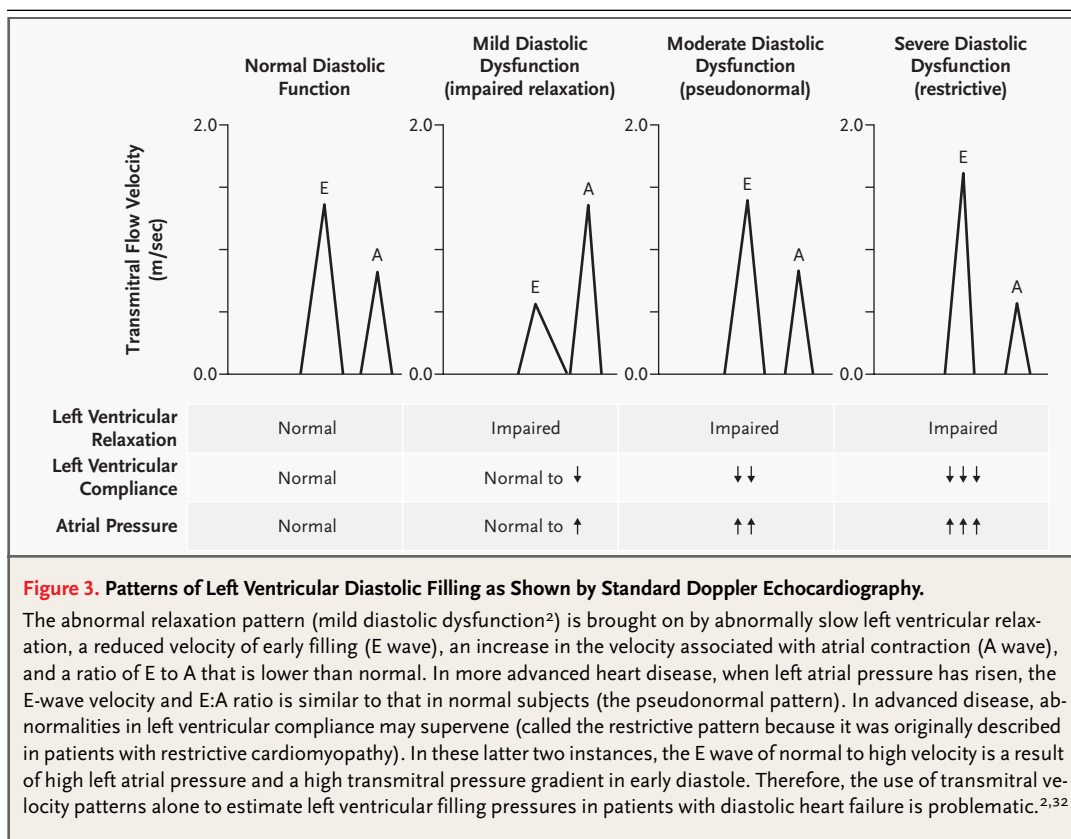 Normal Diastolic
Function
Mild Diastolic
Dysfunction
(impaired relaxation)
Moderate Diastolic
Dysfunction
(pseudonormal)
Severe Diastolic
Dysfunction
(restrictive)
Transmitral Flow Velocity
(m/sec)
2.0
0.0
E
A
2.0
0.0
E
A
2.0
0.0
E
A
2.0
0.0
E
A
Left Ventricular
Relaxation
Normal
Impaired
Impaired
Impaired
Left Ventricular
Compliance
Normal
Normal to ↓
↓↓
↓↓↓
Atrial Pressure
Normal
Normal to ↑
↑↑
↑↑↑
Figure 3. Patterns of Left Ventricular Diastolic Filling as Shown by Standard Doppler Echocardiography.
The abnormal relaxation pattern (mild diastolic dysfunction²) is brought on by abnormally slow left ventricular relax-
ation, a reduced velocity of early filling (E wave), an increase in the velocity associated with atrial contraction (A wave),
and a ratio of E to A that is lower than normal. In more advanced heart disease, when left atrial pressure has risen, the
E-wave velocity and E:A ratio is similar to that in normal subjects (the pseudonormal pattern). In advanced disease, ab-
normalities in left ventricular compliance may supervene (called the restrictive pattern because it was originally described
in patients with restrictive cardiomyopathy). In these latter two instances, the E wave of normal to high velocity is a result
of high left atrial pressure and a high transmitral pressure gradient in early diastole. Therefore, the use of transmitral ve-
locity patterns alone to estimate left ventricular filling pressures in patients with diastolic heart failure is problematic.²,³²